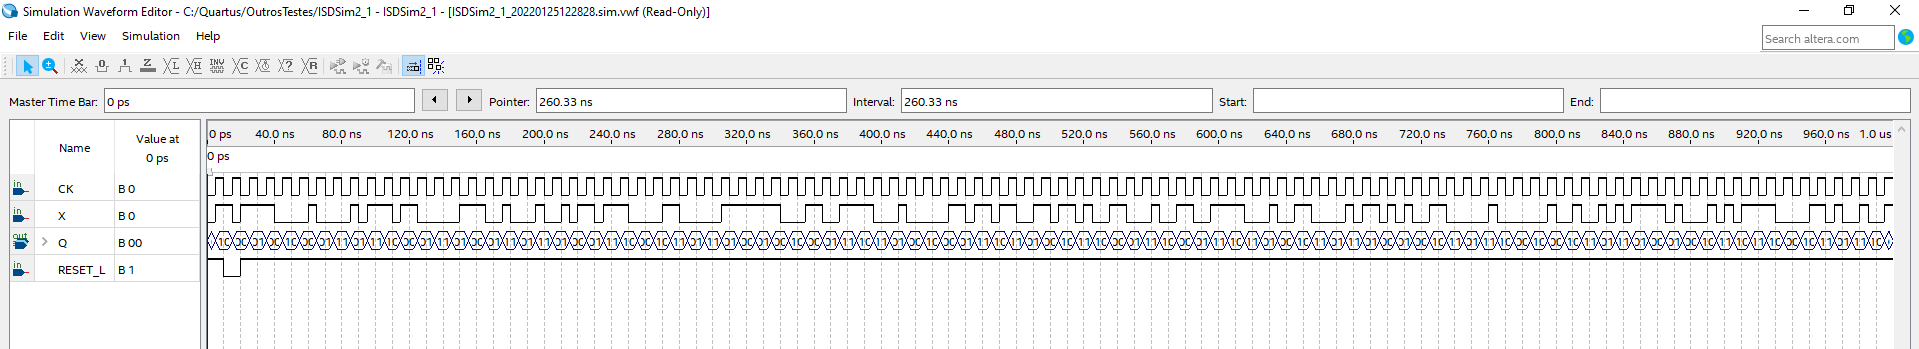 Simulation Waveform Editor - C:/Quartus/OutrosTestes/ISDSim2_1 - ISDSim2_1 - [ISDSim2_1_20220125122828.sim.vwf (Read-Only)]
File Edit View Simulation Help
Search altera.com
Master Time Bar: 0 ps Pointer: 260.33 ns Interval: 260.33 ns Start: End:
Name Value at 0 ps
0 ps 40.0 ns 80.0 ns 120.0 ns 160.0 ns 200.0 ns 240.0 ns 280.0 ns 320.0 ns 360.0 ns 400.0 ns 440.0 ns 480.0 ns 520.0 ns 560.0 ns 600.0 ns 640.0 ns 680.0 ns 720.0 ns 760.0 ns 800.0 ns 840.0 ns 880.0 ns 920.0 ns 960.0 ns 1.0 us
0 ps
in CK B 0
in X B 0
out Q B 00
in RESET_L B 1